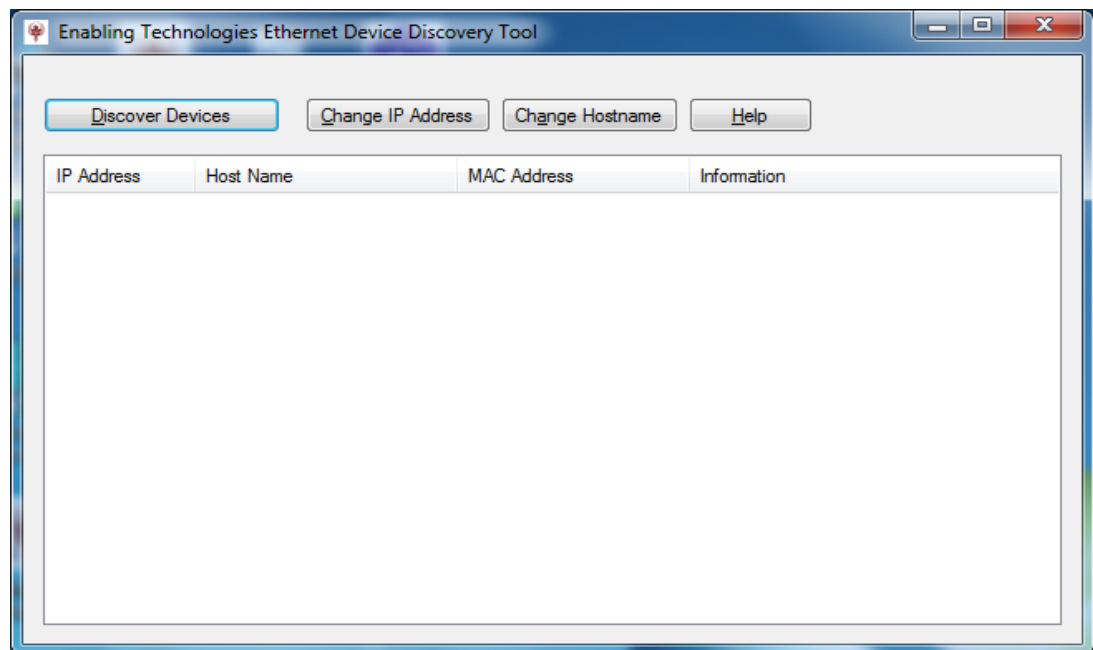 Enabling Technologies Ethernet Device Discovery Tool
Discover Devices Change IP Address Change Hostname Help
IP Address Host Name MAC Address Information